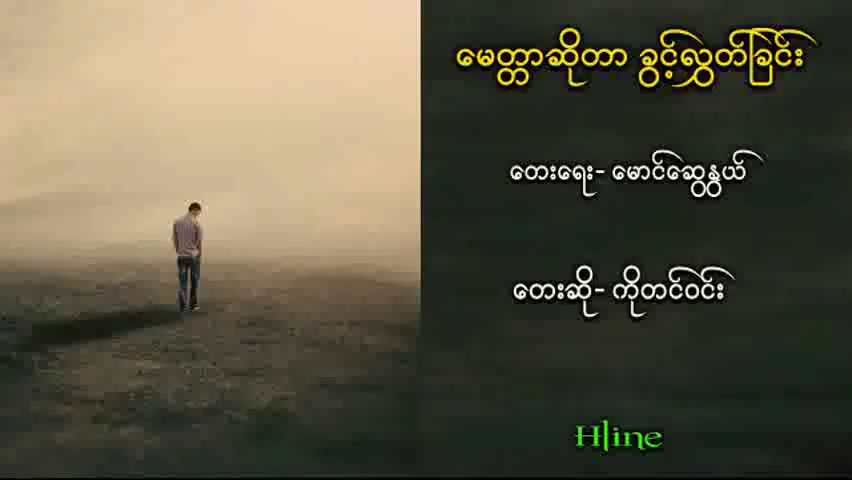 မေတ္တာဆိုတာ ခွင့်လွှတ်ခြင်း
တေးရေး- မောင်ဆွေနွယ်
တေးဆို- ကိုတင်ဝင်း
Hline